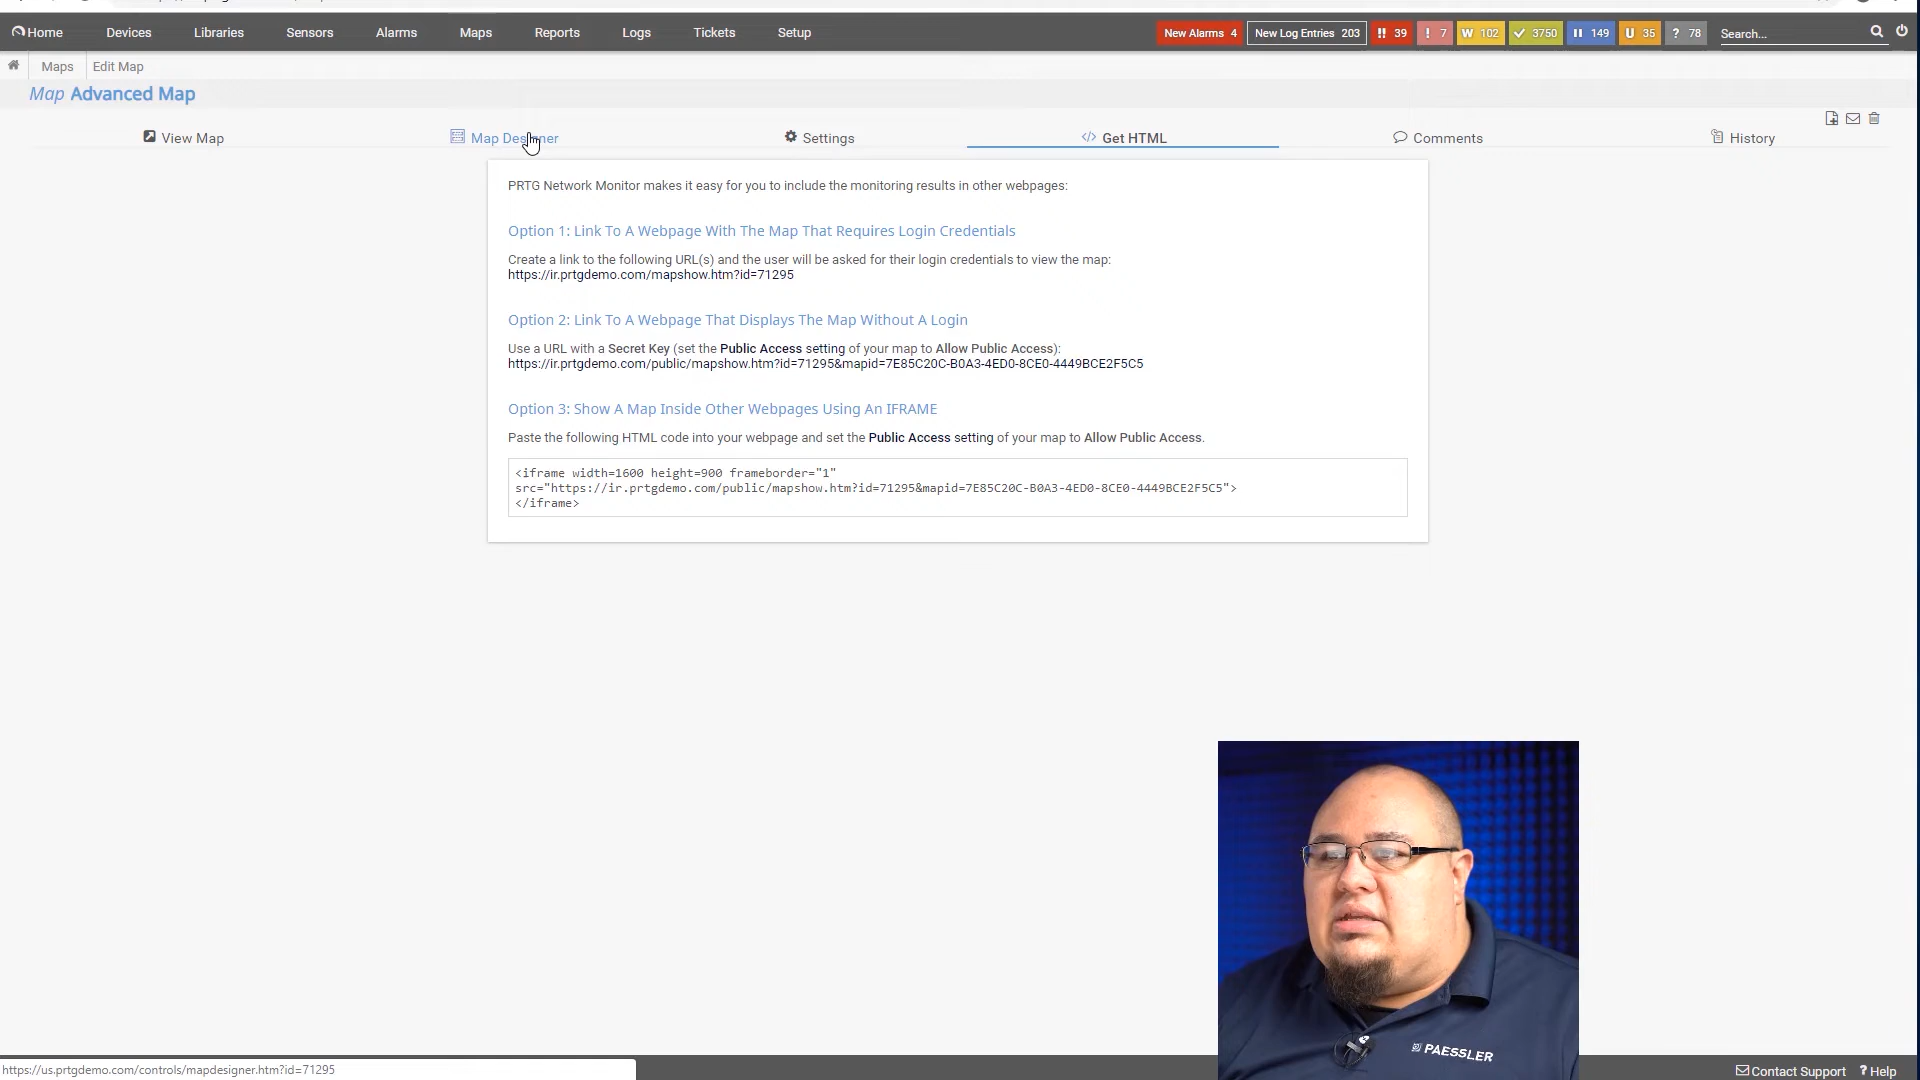 Home Devices Libraries Sensors Alarms Maps Reports Logs Tickets Setup New Alarms 4 New Log Entries 203 !! 39 ! 7 W 102 3750 149 U 35 ? 78 Search...
Maps Edit Map
Map Advanced Map
View Map Map Designer Settings </> Get HTML Comments History
PRTG Network Monitor makes it easy for you to include the monitoring results in other webpages:
Option 1: Link To A Webpage With The Map That Requires Login Credentials
Create a link to the following URL(s) and the user will be asked for their login credentials to view the map:
https://ir.prtgdemo.com/mapshow.htm?id=71295
Option 2: Link To A Webpage That Displays The Map Without A Login
Use a URL with a Secret Key (set the Public Access setting of your map to Allow Public Access):
https://ir.prtgdemo.com/public/mapshow.htm?id=71295&mapid=7E85C20C-B0A3-4ED0-8CE0-4449BCE2F5C5
Option 3: Show A Map Inside Other Webpages Using An IFRAME
Paste the following HTML code into your webpage and set the Public Access setting of your map to Allow Public Access.
<iframe width=1600 height=900 frameborder="1"
src="https://ir.prtgdemo.com/public/mapshow.htm?id=71295&mapid=7E85C20C-B0A3-4ED0-8CE0-4449BCE2F5C5">
</iframe>
PAESSLER
https://us.prtgdemo.com/controls/mapdesigner.htm?id=71295
Contact Support ? Help